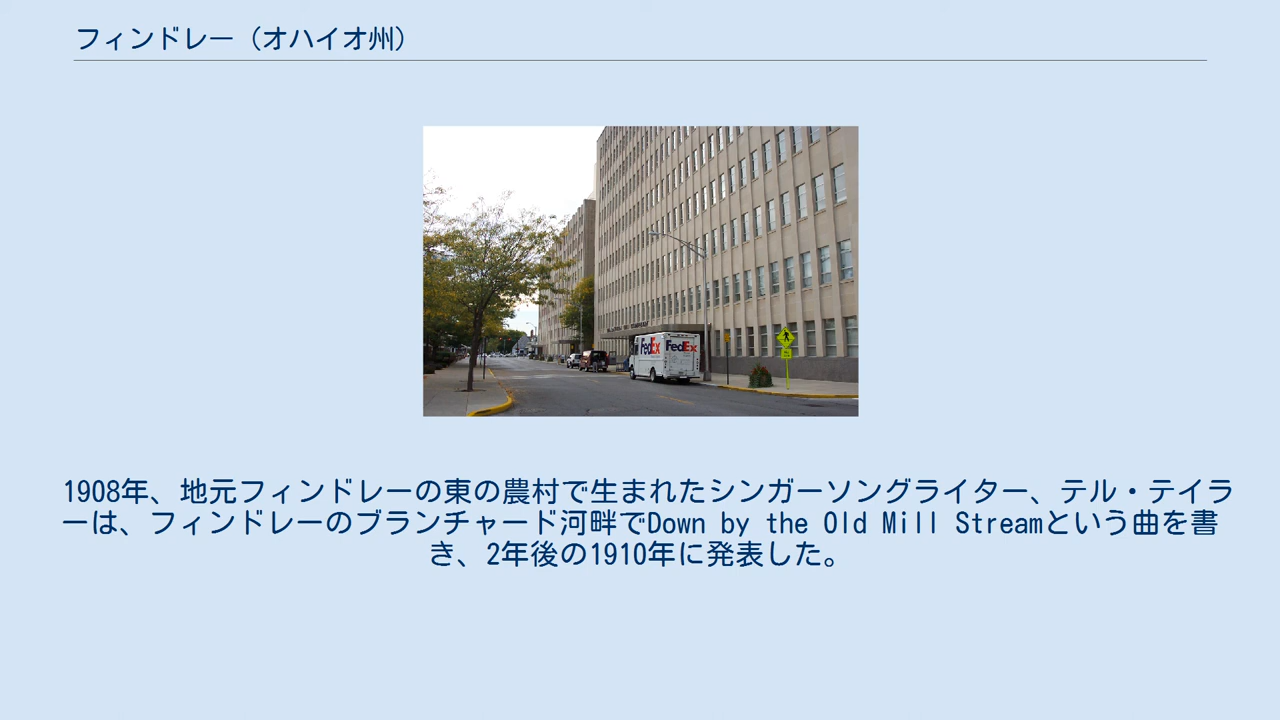 フィンドレー（オハイオ州）
FedEx FedEx
1908年、地元フィンドレーの東の農村で生まれたシンガーソングライター、テル・テイラ
ーは、フィンドレーのブランチャード河畔でDown by the Old Mill Streamという曲を書
き、2年後の1910年に発表した。